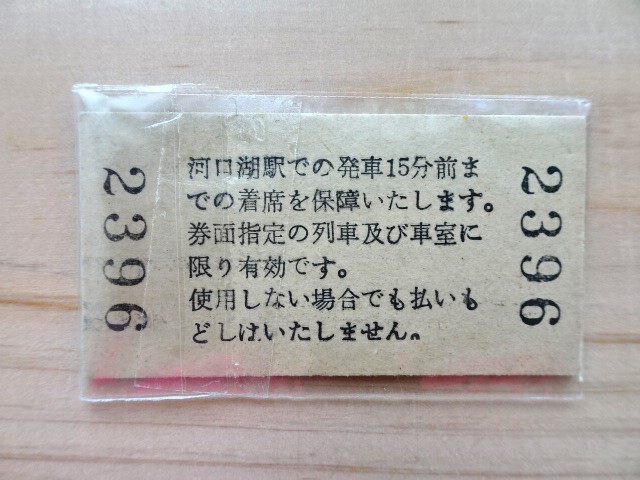 2396
河口湖駅での発車15分前ま
での着席を保障いたします。
券面指定の列車及び車室に
限り有効です。
使用しない場合でも払いも
どしはいたしません。
2396